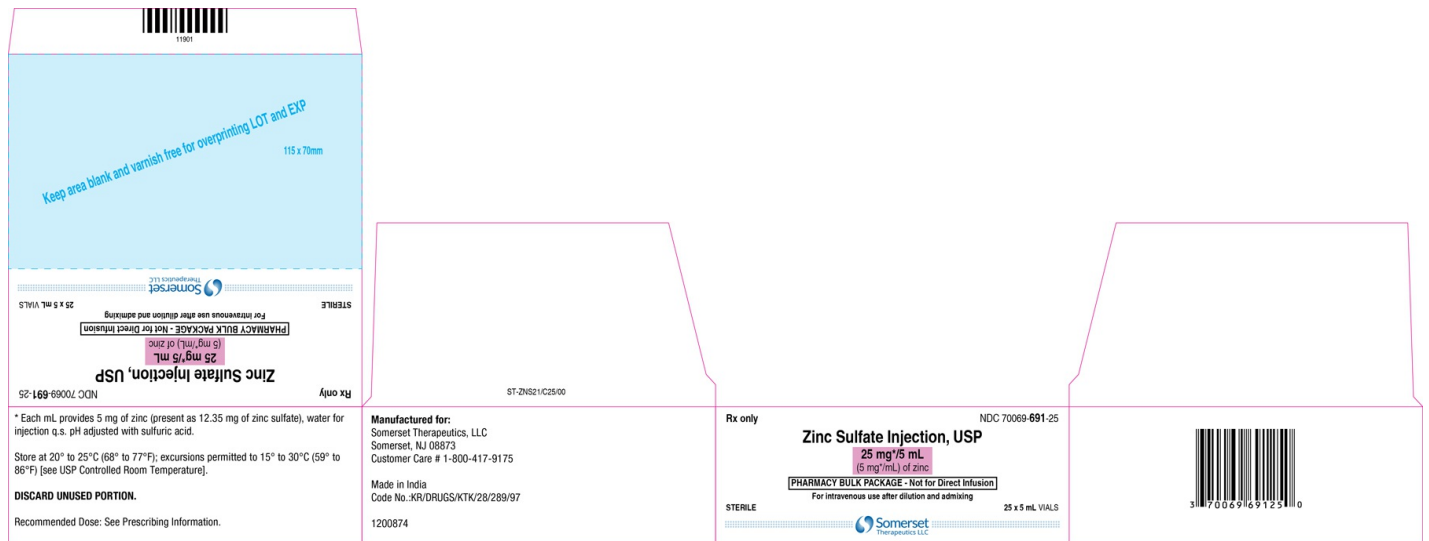 11901
Keep area blank and varnish free for overprinting LOT and EXP
115 x 70mm
Somerset
Therapeutics LLC
STERILE
25 x 5 mL VIALS
For intravenous use after dilution and admixing
PHARMACY BULK PACKAGE - Not for Direct Infusion
(5 mg*/mL) of zinc
25 mg*/5 mL
Zinc Sulfate Injection, USP
Rx only
NDC 70069-691-25
* Each mL provides 5 mg of zinc (present as 12.35 mg of zinc sulfate), water for
injection q.s. pH adjusted with sulfuric acid.
Store at 20° to 25°C (68° to 77°F); excursions permitted to 15° to 30°C (59° to
86°F) [see USP Controlled Room Temperature].
DISCARD UNUSED PORTION.
Recommended Dose: See Prescribing Information.
ST-ZNS21/C25/00
Manufactured for:
Somerset Therapeutics, LLC
Somerset, NJ 08873
Customer Care # 1-800-417-9175
Made in India
Code No.:KR/DRUGS/KTK/28/289/97
1200874
Rx only
NDC 70069-691-25
Zinc Sulfate Injection, USP
25 mg*/5 mL
(5 mg*/mL) of zinc
PHARMACY BULK PACKAGE - Not for Direct Infusion
For intravenous use after dilution and admixing
STERILE
25 x 5 mL VIALS
Somerset
Therapeutics LLC
3 70069 69125 0